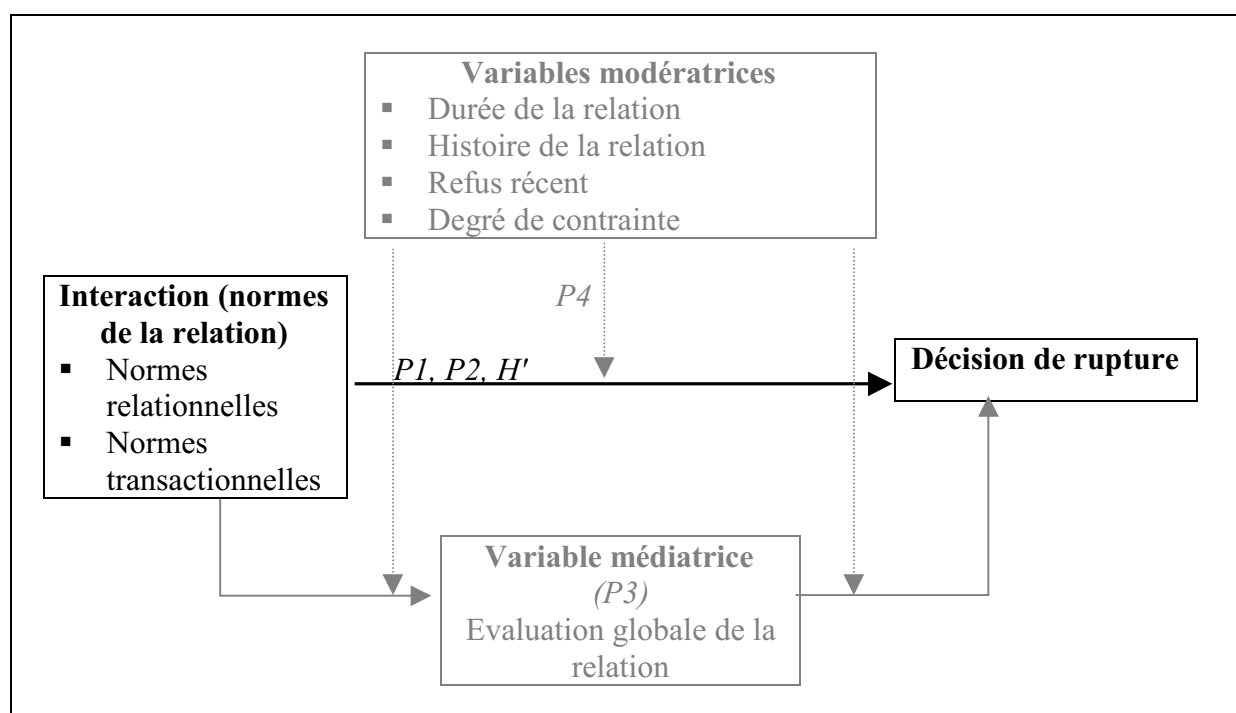 Variables modératrices
▪ Durée de la relation
▪ Histoire de la relation
▪ Refus récent
▪ Degré de contrainte
P4
Interaction (normes
de la relation)
▪ Normes
relationnelles
▪ Normes
transactionnelles
P1, P2, H'
Décision de rupture
Variable médiatrice
(P3)
Evaluation globale de la
relation